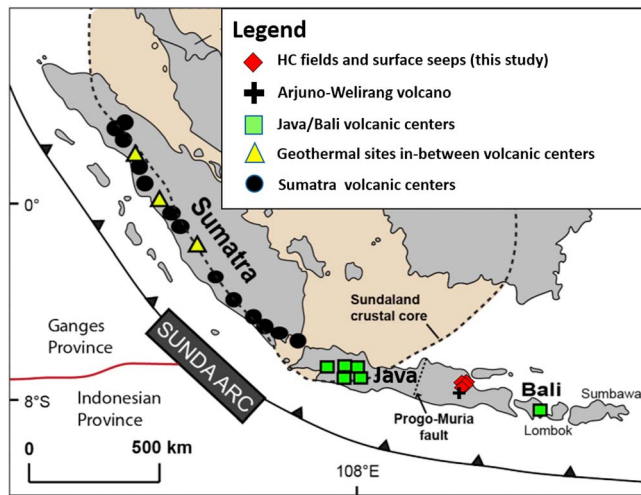 Legend
HC fields and surface seeps (this study)
Arjuno-Welirang volcano
Java/Bali volcanic centers
Geothermal sites in-between volcanic centers
Sumatra volcanic centers
0°
Sumatra
Sundaland
crustal core
Ganges
Province
SUNDA ARC
Java
Bali
Sumbawa
Indonesian
Province
8°S
Progo-Muria
fault
Lombok
0
500 km
108°E